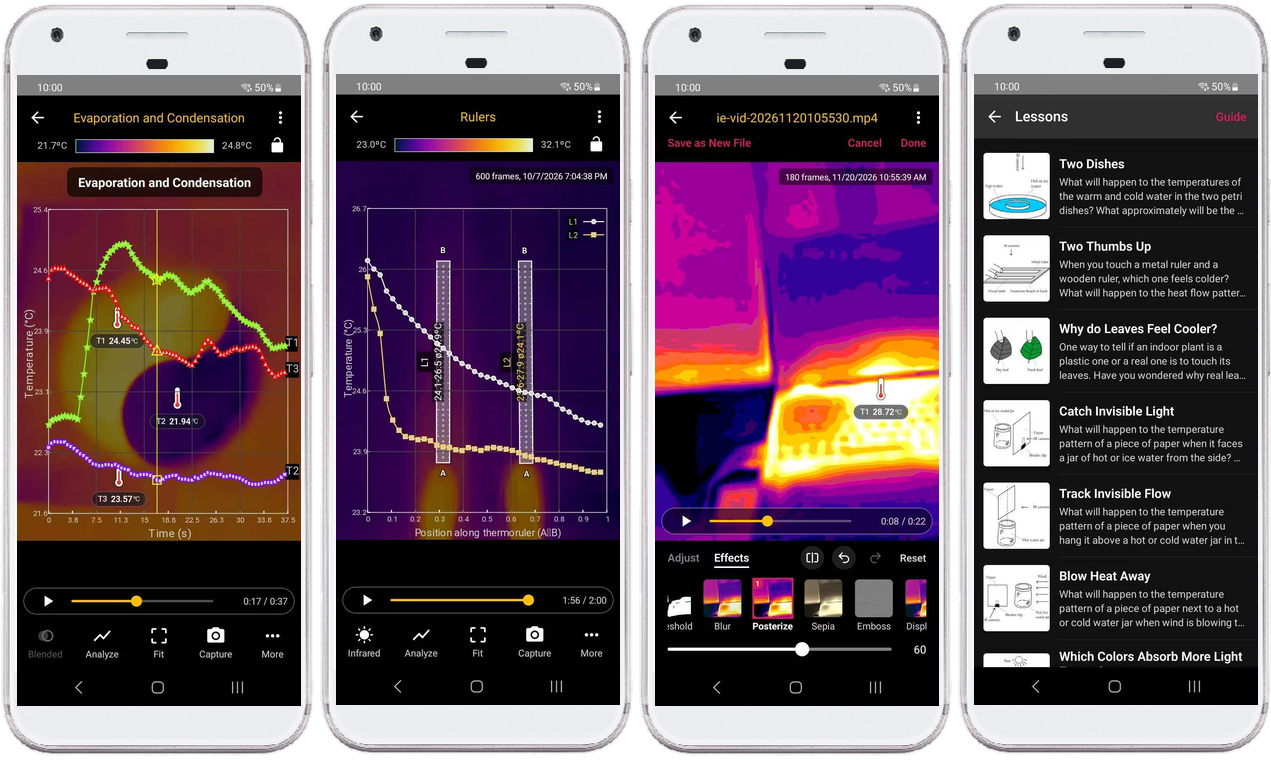 10:00
50%
Evaporation and Condensation
21.7ºC
24.8ºC
Evaporation and Condensation
25.4
24.6
23.9
23.1
22.3
21.6
Temperature (°C)
T1 24.45 ºC
T2 21.94 ºC
T3 23.57 ºC
T1
T3
T2
0 3.8 7.5 11.3 15 18.8 22.5 26.3 30 33.8 37.5
Time (s)
0:17 / 0:37
Blended
Analyze
Fit
Capture
More
10:00
50%
Rulers
23.0ºC
32.1ºC
600 frames, 10/7/2026 7:04:38 PM
26.7
26
25.3
24.6
23.9
23.2
Temperature (°C)
L1
L2
B
B
L1
L2
A
A
0 0.1 0.2 0.3 0.4 0.5 0.6 0.7 0.8 0.9 1
Position along thermoruler (A▯B)
1:56 / 2:00
Infrared
Analyze
Fit
Capture
More
10:00
50%
ie-vid-20261120105530.mp4
Save as New File
Cancel
Done
180 frames, 11/20/2026 10:55:39 AM
T1 28.72 ºC
0:08 / 0:22
Adjust
Effects
Reset
1
eshold
Blur
Posterize
Sepia
Emboss
Displ
60
10:00
50%
Lessons
Guide
Two Dishes
What will happen to the temperatures of
the warm and cold water in the two petri
dishes? What approximately will be the ...
Two Thumbs Up
When you touch a metal ruler and a
wooden ruler, which one feels colder?
What will happen to the heat flow patter...
Why do Leaves Feel Cooler?
One way to tell if an indoor plant is a
plastic one or a real one is to touch its
leaves. Have you wondered why real lea...
Catch Invisible Light
What will happen to the temperature
pattern of a piece of paper when it faces
a jar of hot or ice water from the side? ...
Track Invisible Flow
What will happen to the temperature
pattern of a piece of paper when you
hang it above a hot or cold water jar in t...
Blow Heat Away
What will happen to the temperature
pattern of a piece of paper next to a hot
or cold water jar when wind is blowing t...
Which Colors Absorb More Light